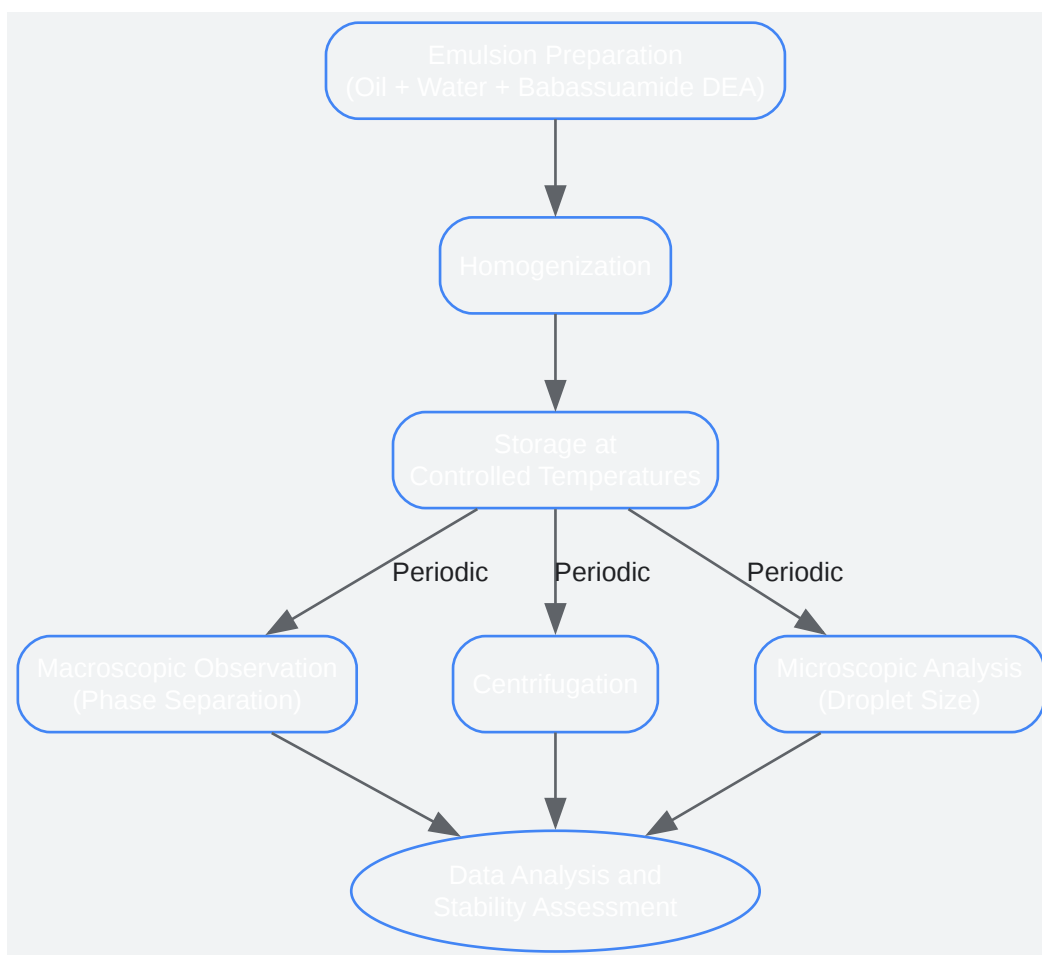 Emulsion Preparation
(Oil + Water + Babassuamide DEA)
Homogenization
Storage at
Controlled Temperatures
Periodic
Periodic
Periodic
Macroscopic Observation
(Phase Separation)
Centrifugation
Microscopic Analysis
(Droplet Size)
Data Analysis and
Stability Assessment